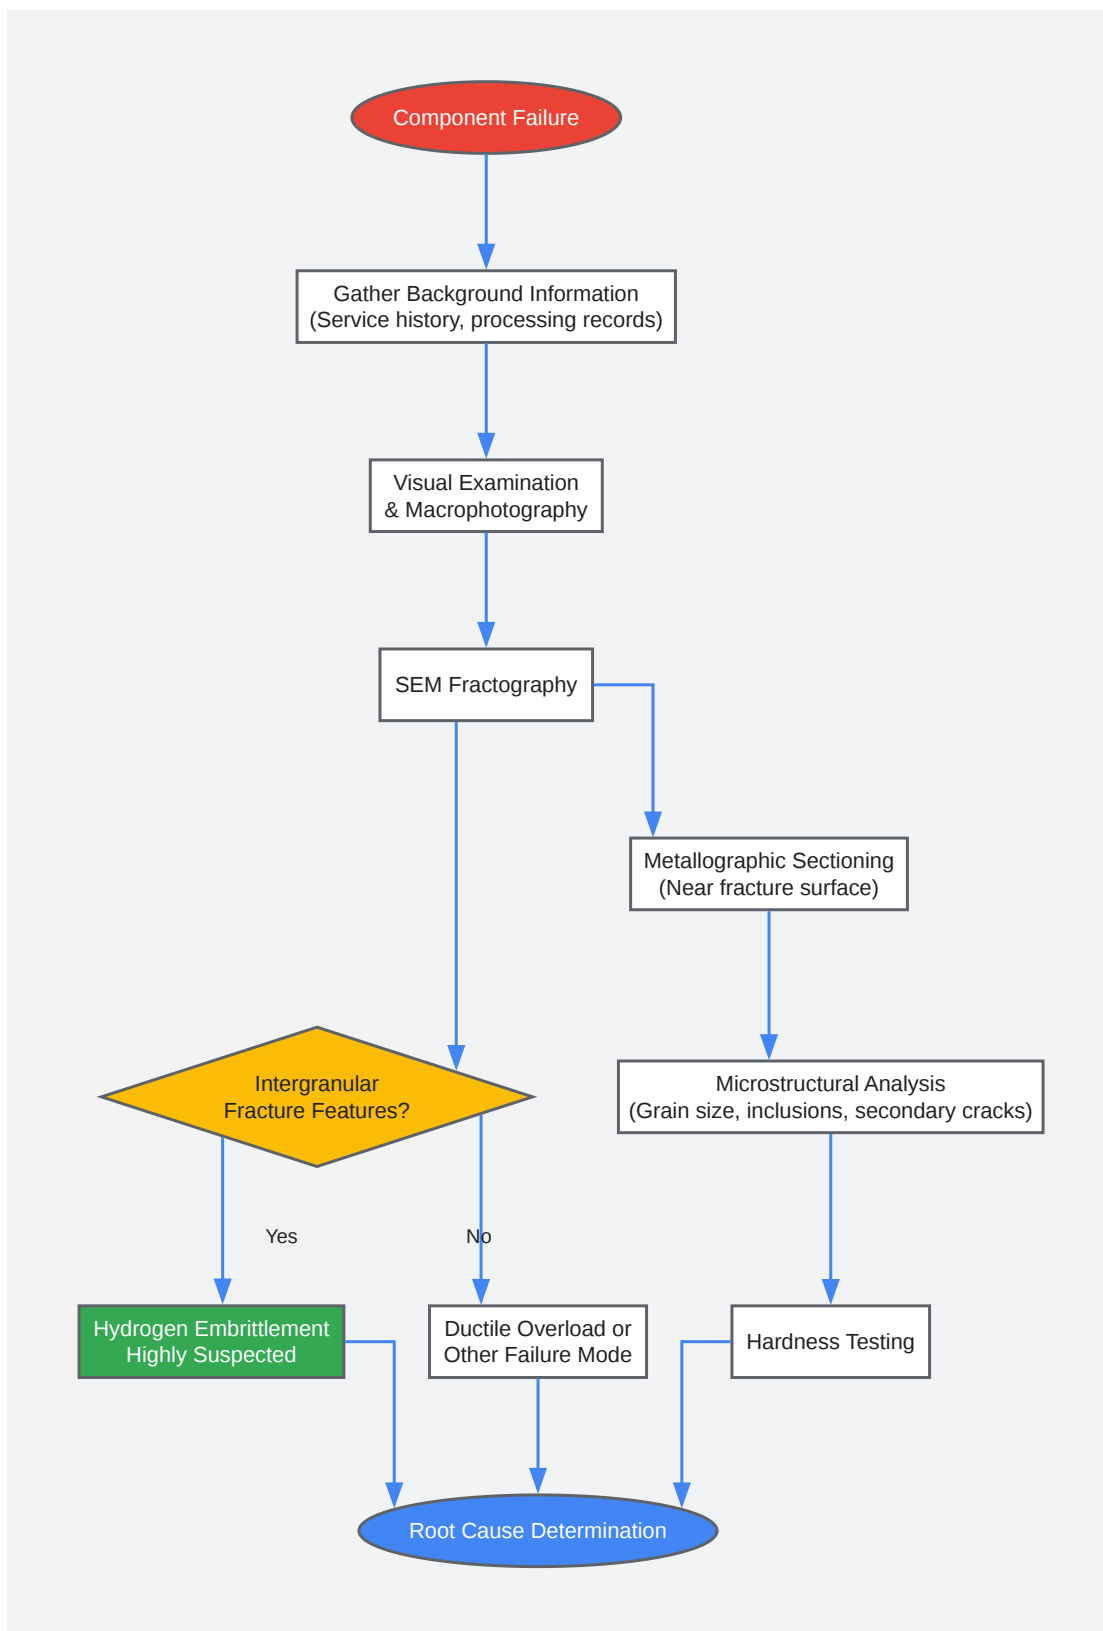 Component Failure
Gather Background Information
(Service history, processing records)
Visual Examination
& Macrophotography
SEM Fractography
Metallographic Sectioning
(Near fracture surface)
Intergranular
Fracture Features?
Microstructural Analysis
(Grain size, inclusions, secondary cracks)
Yes
No
Hydrogen Embrittlement
Highly Suspected
Ductile Overload or
Other Failure Mode
Hardness Testing
Root Cause Determination